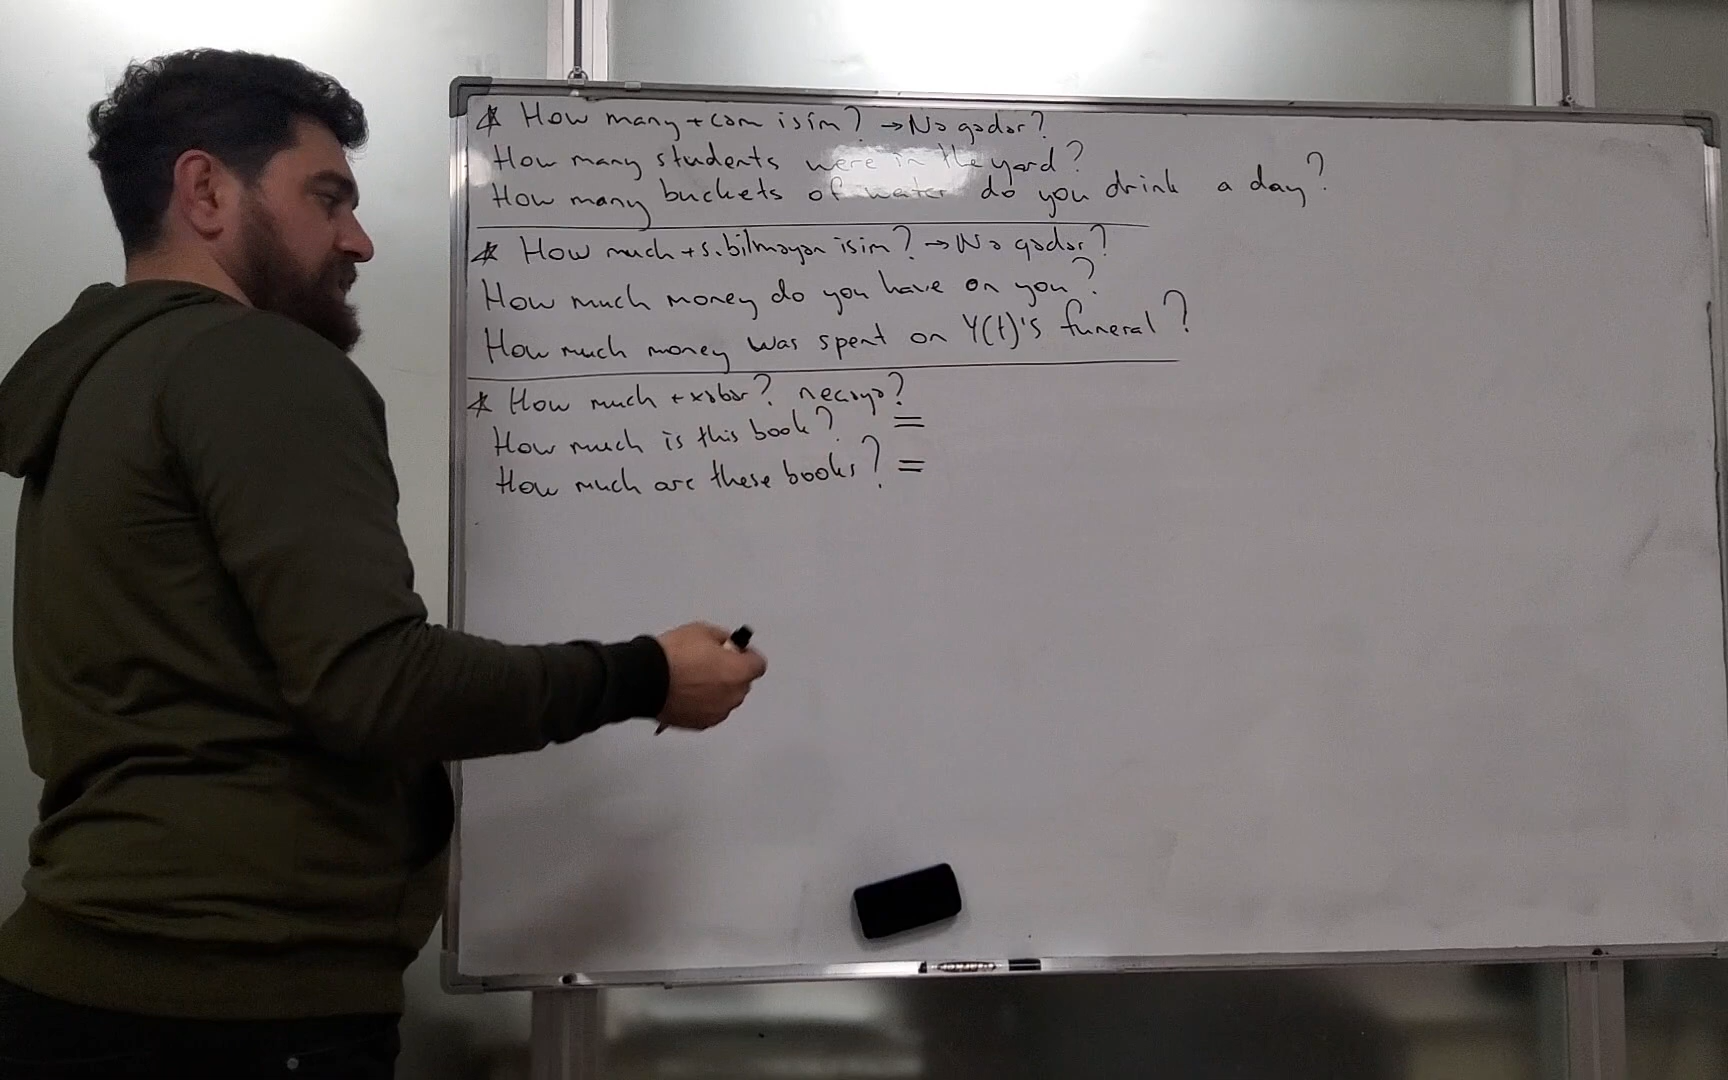 * How many + cəm isim? → Nə qədər?
How many students were in the yard?
How many buckets of water do you drink a day?
* How much + s. bilməyən isim? → Nə qədər?
How much money do you have on you?
How much money was spent on Y(t)'s funeral?
* How much + xəbər? neçəyə?
How much is this book? =
How much are these books? =